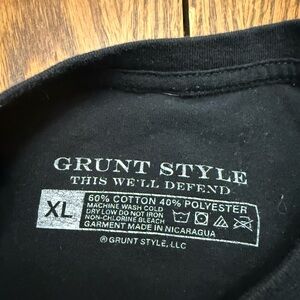 GRUNT STYLE
THIS WE'LL DEFEND
XL
60% COTTON 40% POLYESTER
MACHINE WASH COLD
DRY LOW DO NOT IRON
NON-CHLORINE BLEACH
GARMENT MADE IN NICARAGUA
® GRUNT STYLE, LLC